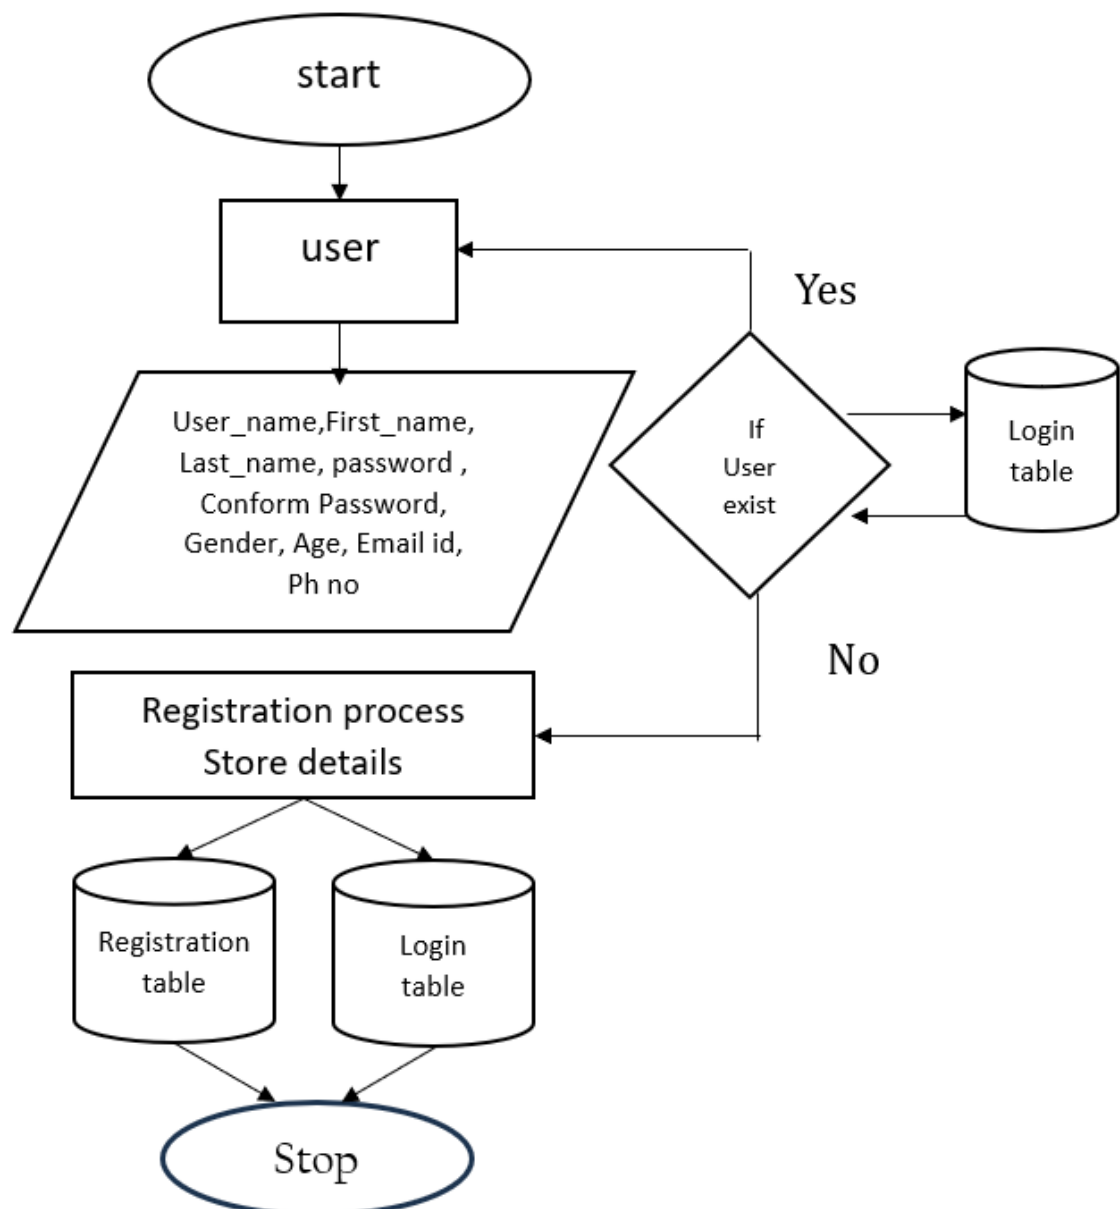 start
user
Yes
User_name,First_name,
Last_name, password ,
Conform Password,
Gender, Age, Email id,
Ph no
If
User
exist
Login
table
No
Registration process
Store details
Registration
table
Login
table
Stop